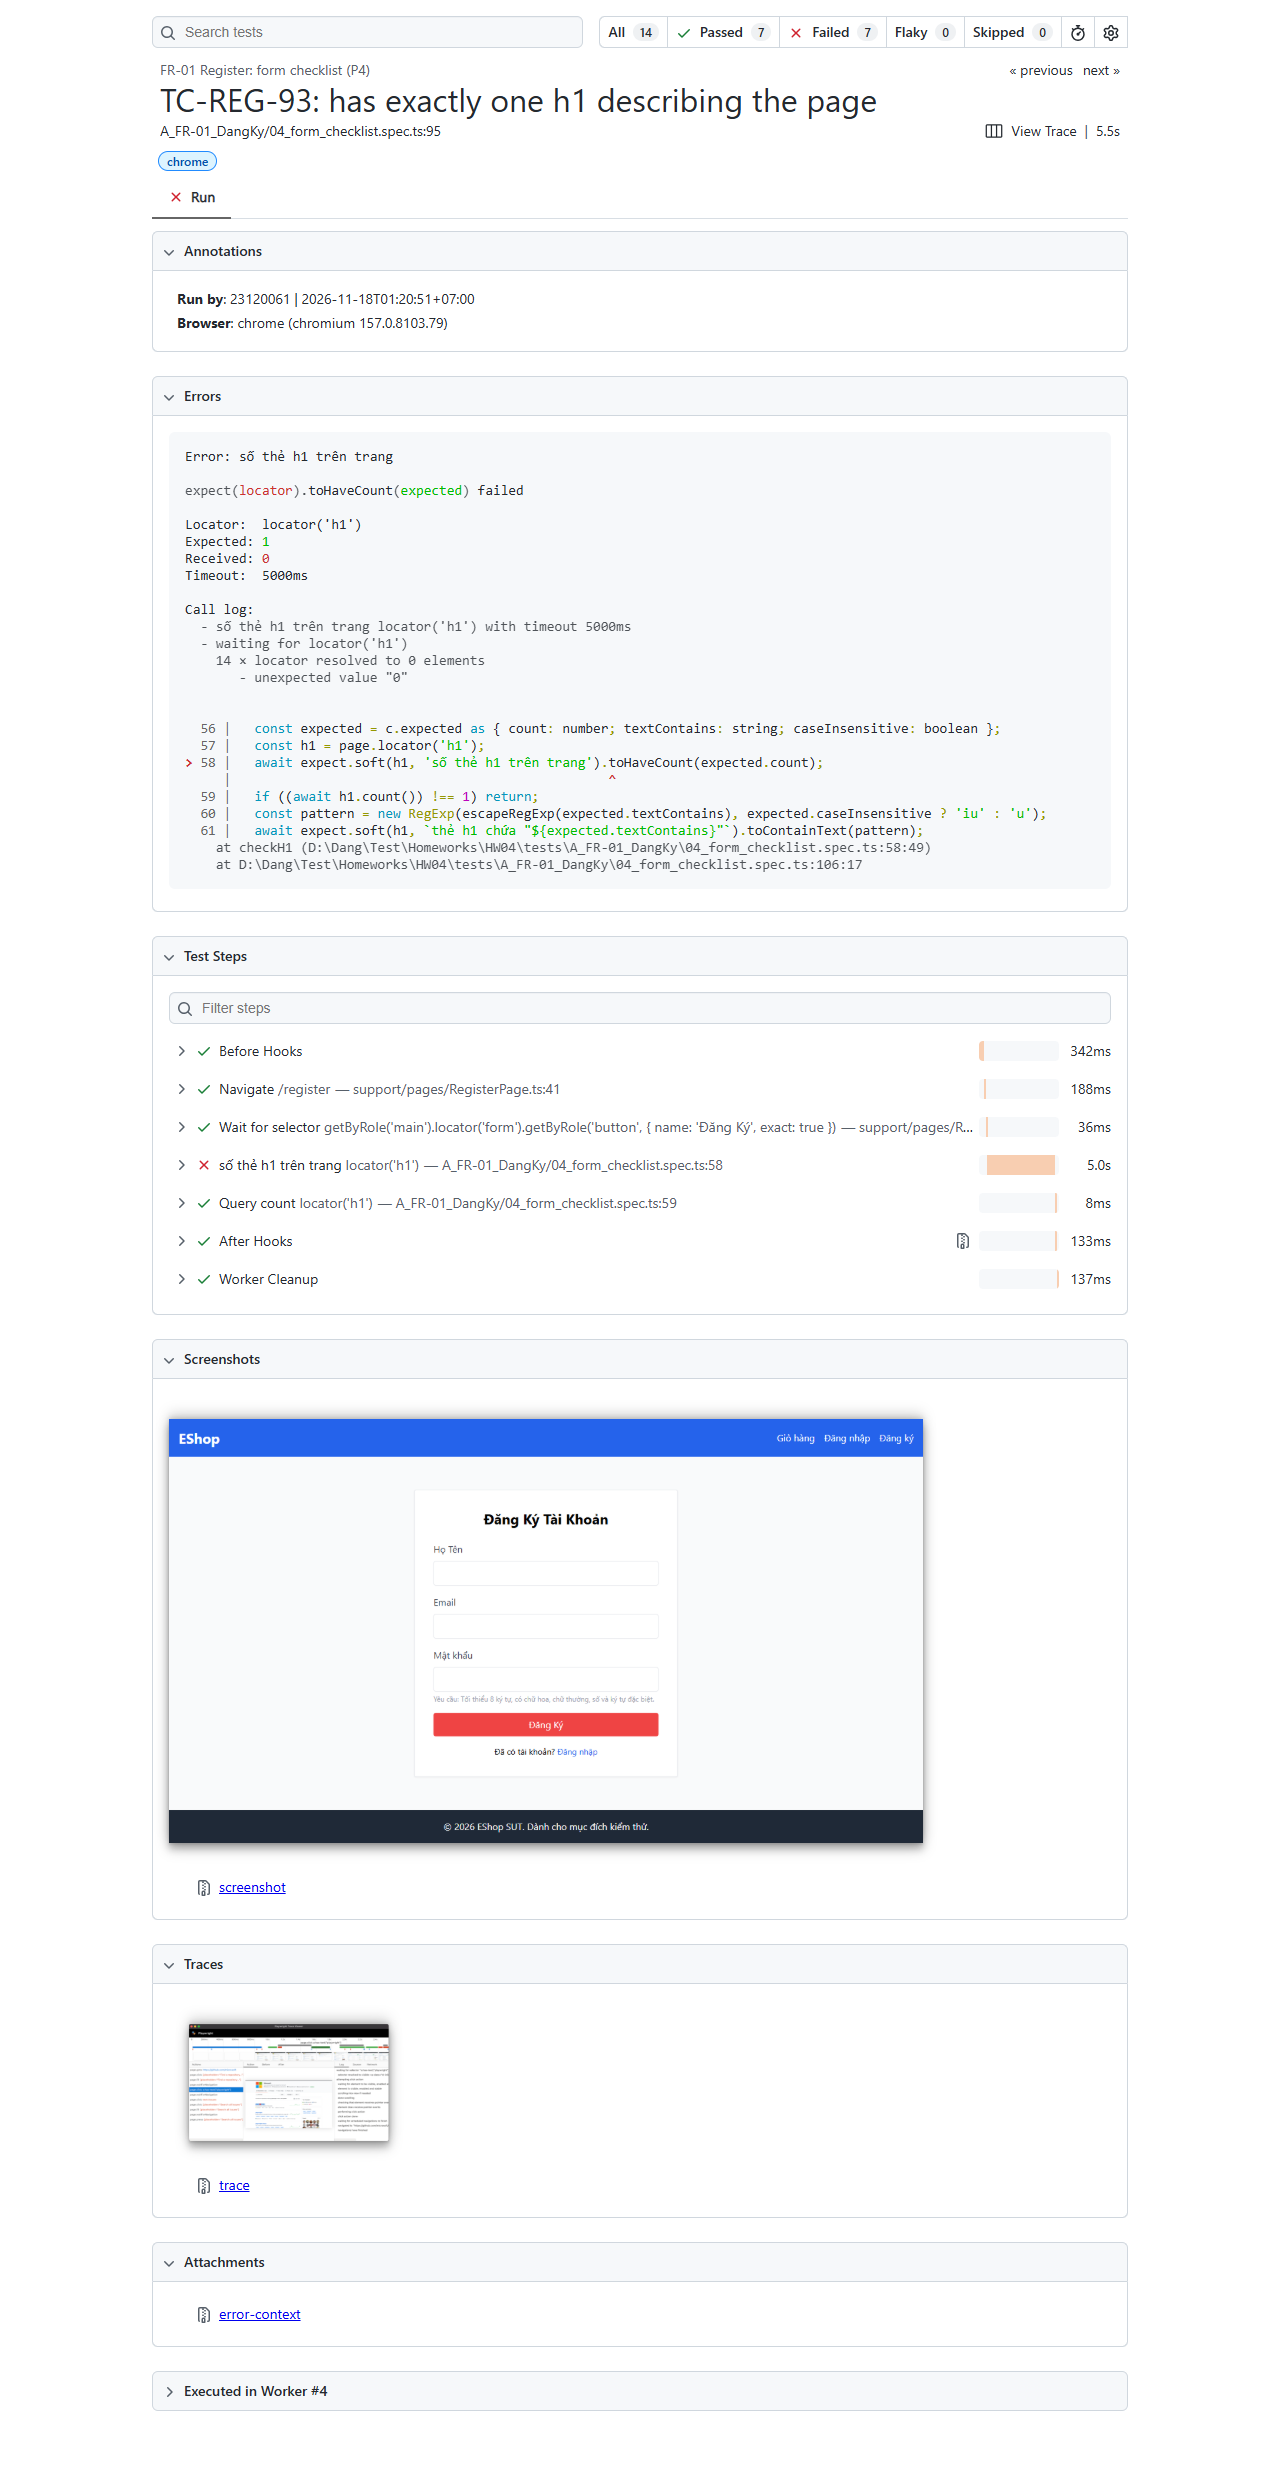 Search tests
All 14
Passed 7
Failed 7
Flaky 0
Skipped 0
FR-01 Register: form checklist (P4)
« previous next »
TC-REG-93: has exactly one h1 describing the page
A_FR-01_DangKy/04_form_checklist.spec.ts:95
View Trace | 5.5s
chrome
Run
Annotations
Run by: 23120061 | 2026-11-18T01:20:51+07:00
Browser: chrome (chromium 157.0.8103.79)
Errors
Error: số thẻ h1 trên trang
expect(locator).toHaveCount(expected) failed
Locator:  locator('h1')
Expected: 1
Received: 0
Timeout:  5000ms
Call log:
- số thẻ h1 trên trang locator('h1') with timeout 5000ms
- waiting for locator('h1')
14 × locator resolved to 0 elements
- unexpected value "0"
56 |   const expected = c.expected as { count: number; textContains: string; caseInsensitive: boolean };
57 |   const h1 = page.locator('h1');
> 58 |   await expect.soft(h1, 'số thẻ h1 trên trang').toHaveCount(expected.count);
|                                                 ^
59 |   if ((await h1.count()) !== 1) return;
60 |   const pattern = new RegExp(escapeRegExp(expected.textContains), expected.caseInsensitive ? 'iu' : 'u');
61 |   await expect.soft(h1, `thẻ h1 chứa "${expected.textContains}"`).toContainText(pattern);
at checkH1 (D:\Dang\Test\Homeworks\HW04\tests\A_FR-01_DangKy\04_form_checklist.spec.ts:58:49)
at D:\Dang\Test\Homeworks\HW04\tests\A_FR-01_DangKy\04_form_checklist.spec.ts:106:17
Test Steps
Filter steps
Before Hooks 342ms
Navigate /register — support/pages/RegisterPage.ts:41 188ms
Wait for selector getByRole('main').locator('form').getByRole('button', { name: 'Đăng Ký', exact: true }) — support/pages/R... 36ms
số thẻ h1 trên trang locator('h1') — A_FR-01_DangKy/04_form_checklist.spec.ts:58 5.0s
Query count locator('h1') — A_FR-01_DangKy/04_form_checklist.spec.ts:59 8ms
After Hooks 133ms
Worker Cleanup 137ms
Screenshots
EShop
Giỏ hàng Đăng nhập Đăng ký
Đăng Ký Tài Khoản
Họ Tên
Email
Mật khẩu
Yêu cầu: Tối thiểu 8 ký tự, có chữ hoa, chữ thường, số và ký tự đặc biệt.
Đăng Ký
Đã có tài khoản? Đăng nhập
© 2026 EShop SUT. Dành cho mục đích kiểm thử.
screenshot
Traces
trace
Attachments
error-context
Executed in Worker #4